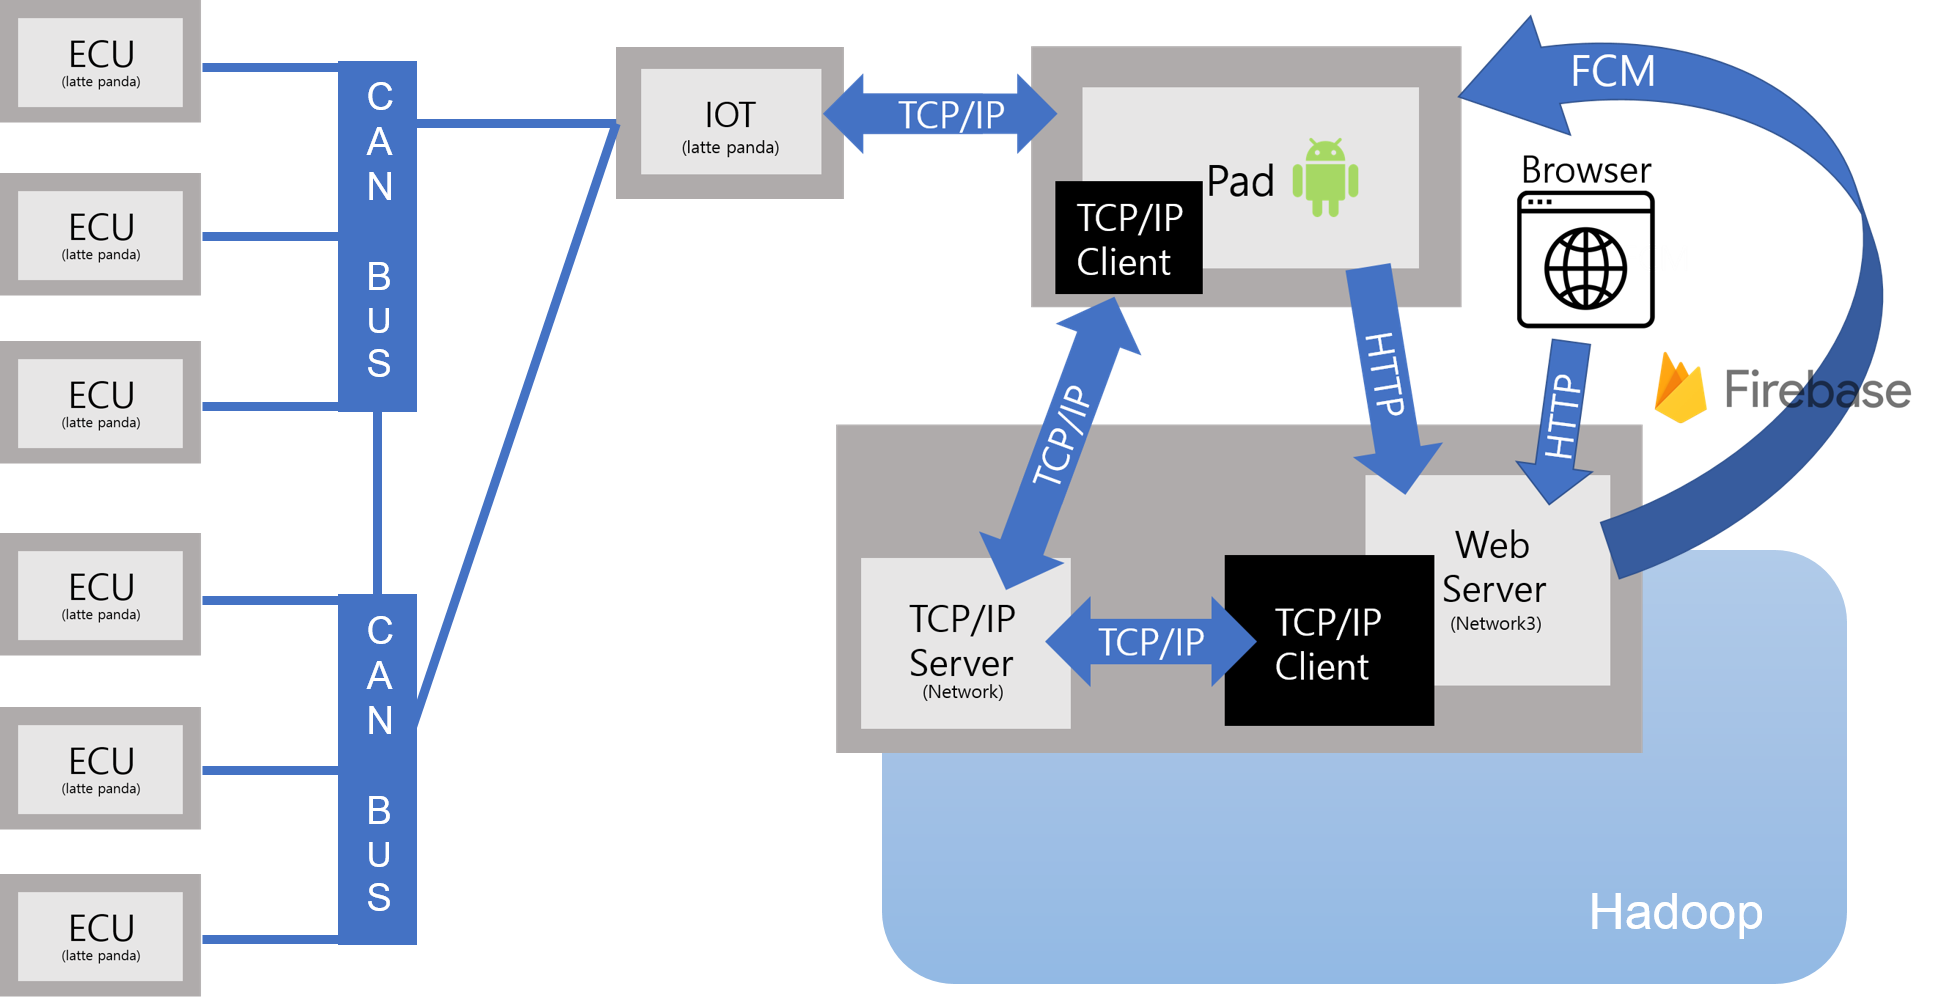 ECU
(latte panda)
ECU
(latte panda)
ECU
(latte panda)
ECU
(latte panda)
ECU
(latte panda)
ECU
(latte panda)
CAN BUS
CAN BUS
IOT
(latte panda)
TCP/IP
Pad
TCP/IP
Client
FCM
Browser
HTTP
HTTP
Firebase
TCP/IP
TCP/IP
Server
(Network)
TCP/IP
TCP/IP
Client
Web
Server
(Network3)
Hadoop